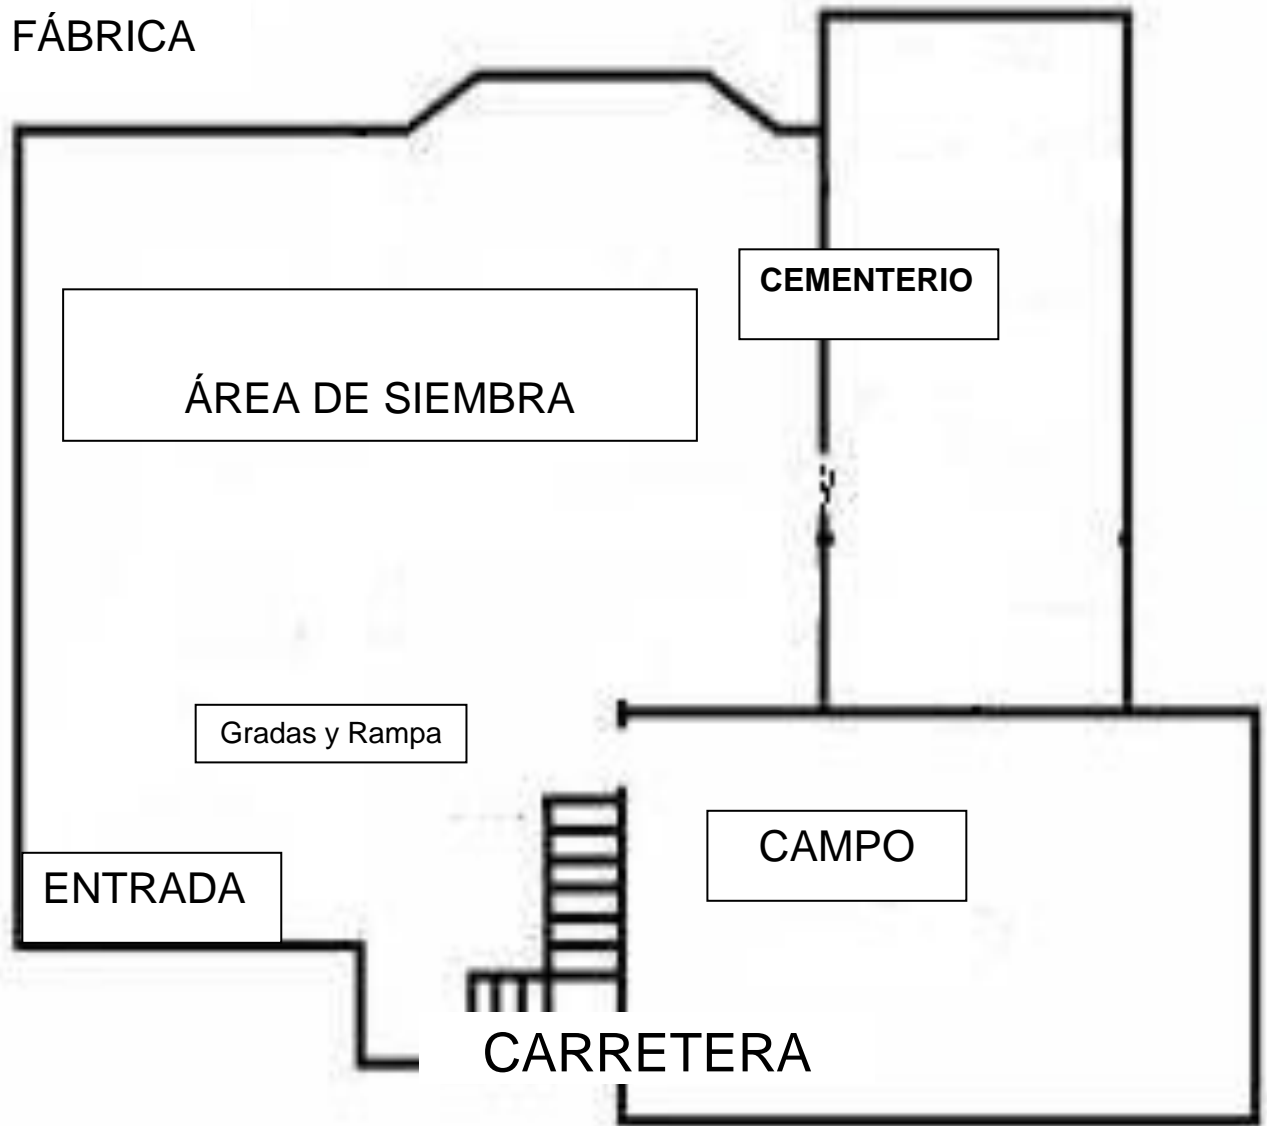 FÁBRICA
CEMENTERIO
ÁREA DE SIEMBRA
Gradas y Rampa
CAMPO
ENTRADA
CARRETERA